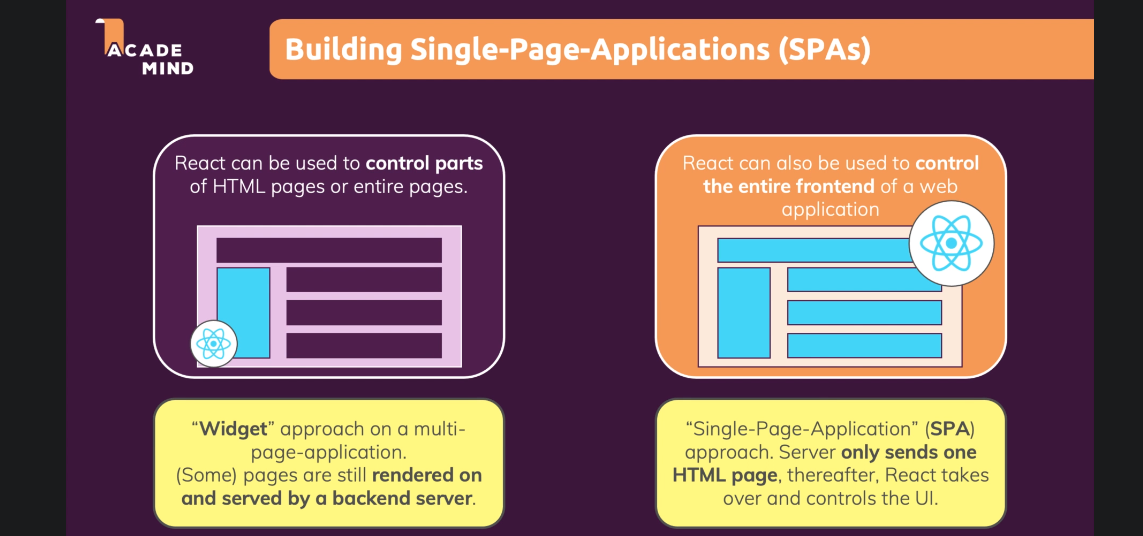 ACADE
MIND
Building Single-Page-Applications (SPAs)
React can be used to control parts
of HTML pages or entire pages.
React can also be used to control
the entire frontend of a web
application
“Widget” approach on a multi-
page-application.
(Some) pages are still rendered on
and served by a backend server.
“Single-Page-Application” (SPA)
approach. Server only sends one
HTML page, thereafter, React takes
over and controls the UI.